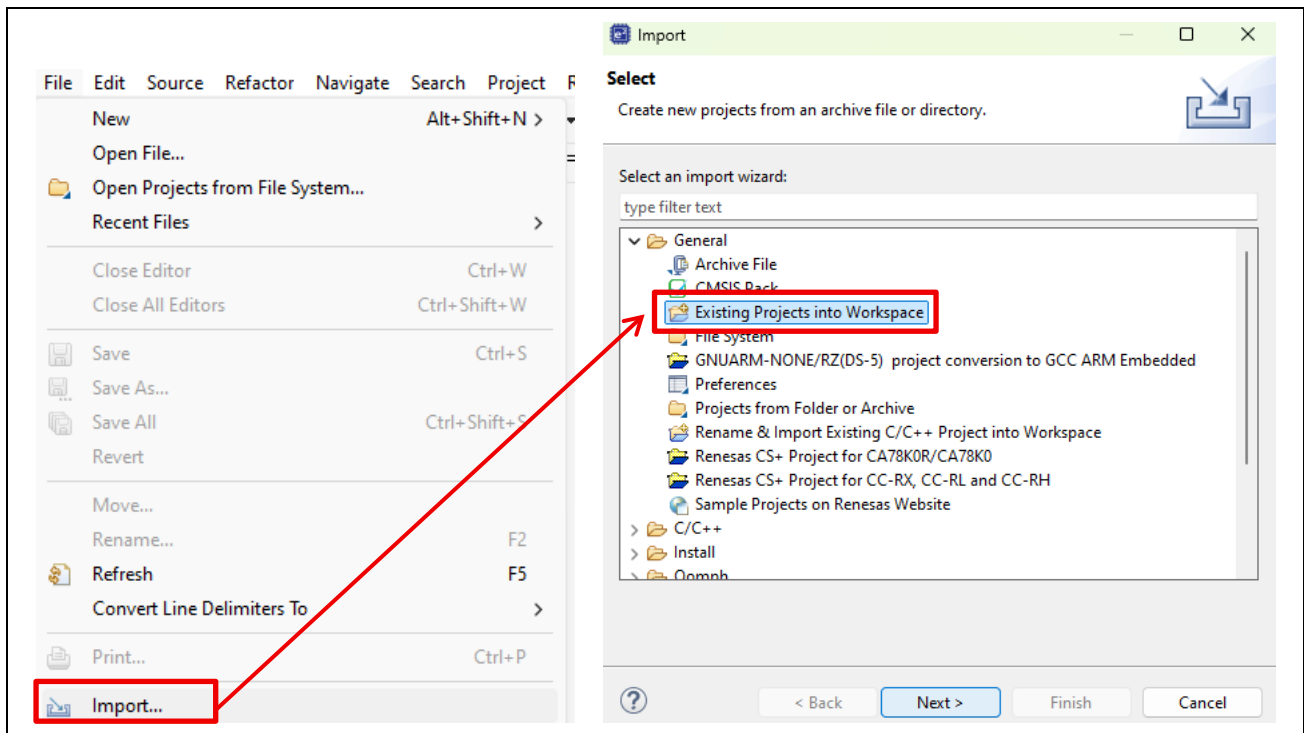 File Edit Source Refactor Navigate Search Project
New Alt+Shift+N >
Open File...
Open Projects from File System...
Recent Files >
Close Editor Ctrl+W
Close All Editors Ctrl+Shift+W
Save Ctrl+S
Save As...
Save All Ctrl+Shift+S
Revert
Move...
Rename... F2
Refresh F5
Convert Line Delimiters To >
Print... Ctrl+P
Import...
Import
Select
Create new projects from an archive file or directory.
Select an import wizard:
type filter text
General
Archive File
CMSIS Pack
Existing Projects into Workspace
File System
GNUARM-NONE/RZ(DS-5) project conversion to GCC ARM Embedded
Preferences
Projects from Folder or Archive
Rename & Import Existing C/C++ Project into Workspace
Renesas CS+ Project for CA78K0R/CA78K0
Renesas CS+ Project for CC-RX, CC-RL and CC-RH
Sample Projects on Renesas Website
C/C++
Install
Oomph
< Back Next > Finish Cancel